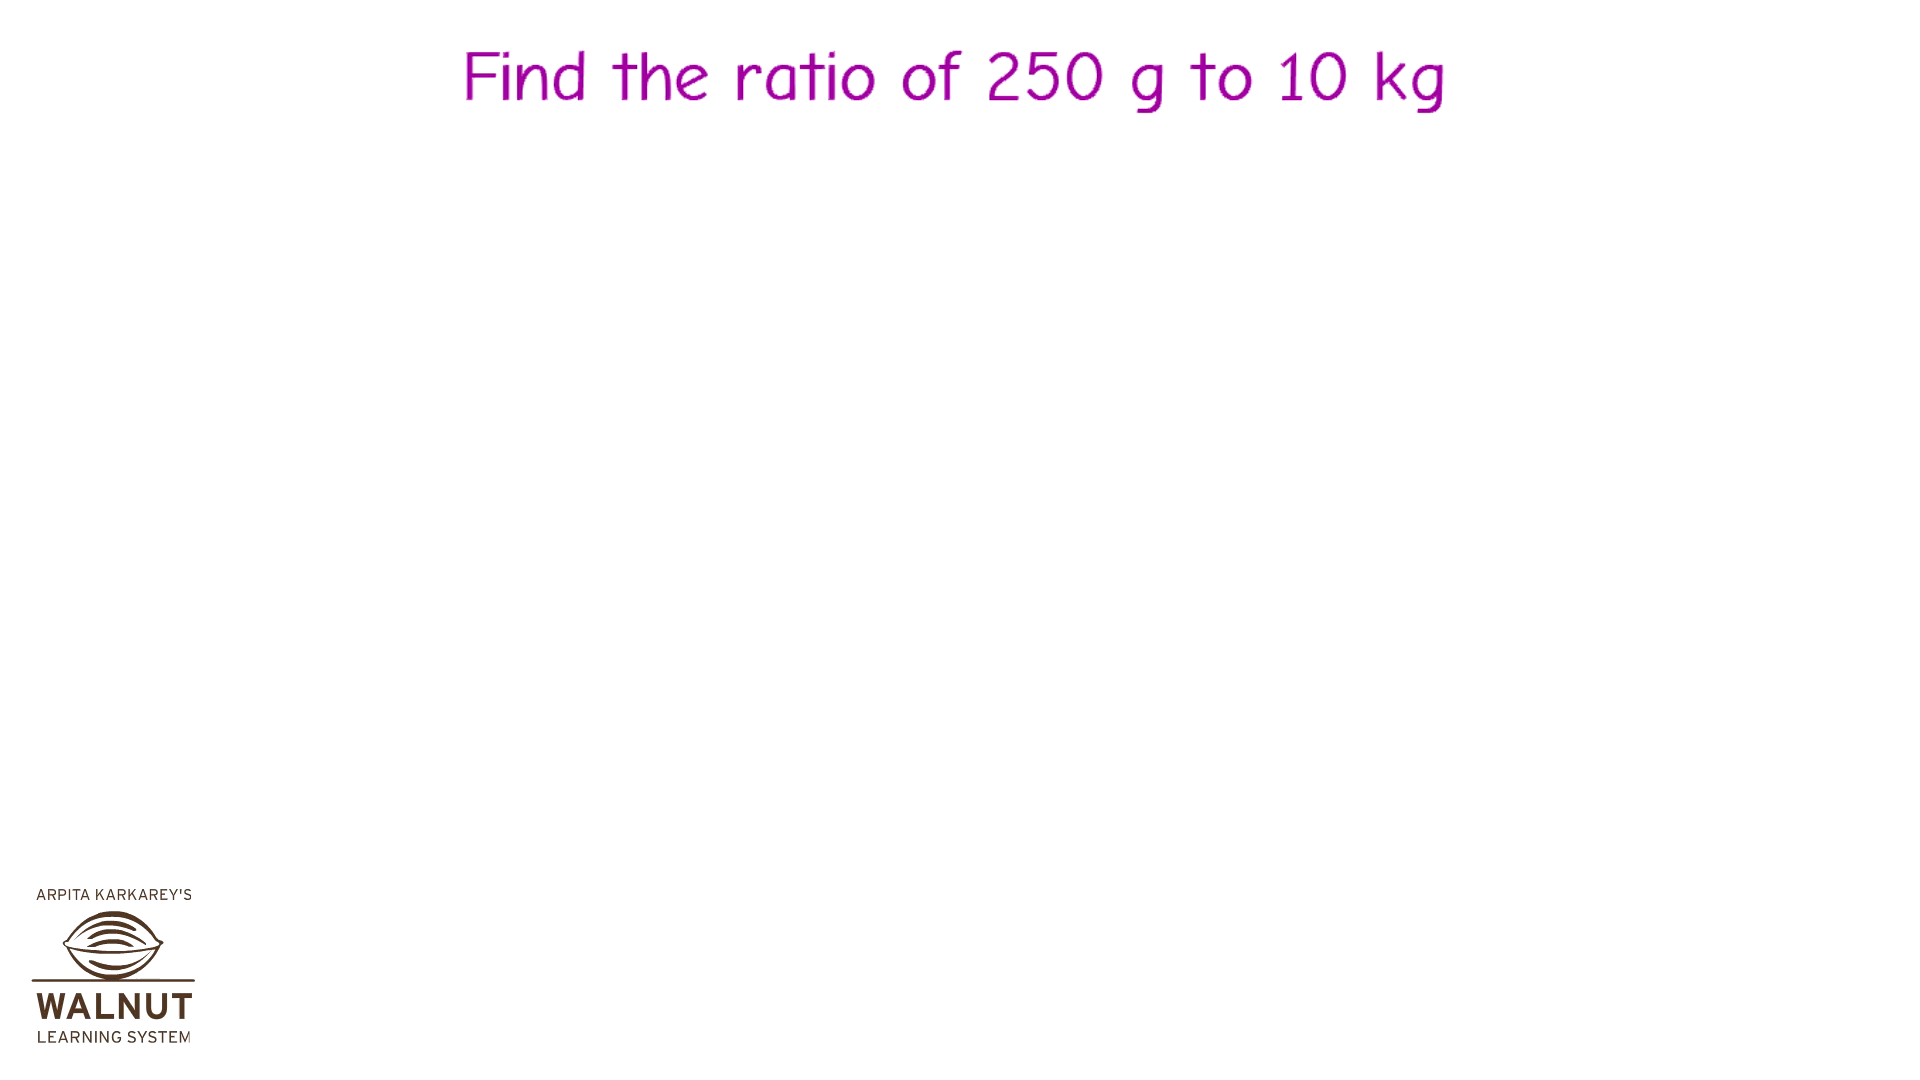 Find the ratio of 250 g to 10 kg
ARPITA KARKAREY'S
WALNUT
LEARNING SYSTEM